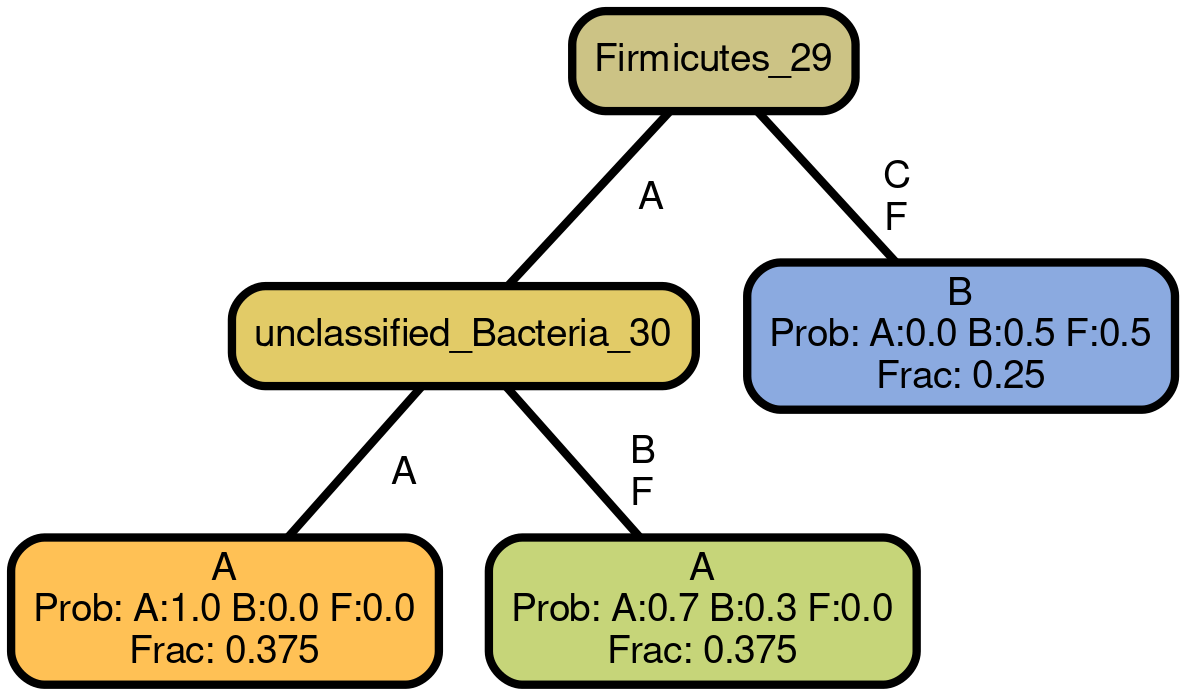 Firmicutes_29
A
C
F
unclassified_Bacteria_30
B
Prob: A:0.0 B:0.5 F:0.5
Frac: 0.25
A
B
F
A
Prob: A:1.0 B:0.0 F:0.0
Frac: 0.375
A
Prob: A:0.7 B:0.3 F:0.0
Frac: 0.375